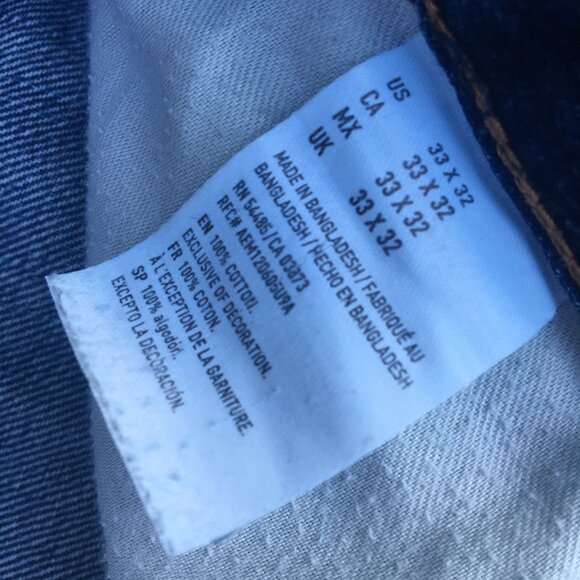 US 33 X 32
CA 33 X 32
MX 33 X 32
UK 33 X 32
MADE IN BANGLADESH / FABRIQUÉ AU
BANGLADESH / HECHO EN BANGLADESH
RN 54485 / CA 03873
RFC# AEM120605U9A
EN 100% COTTON.
EXCLUSIVE OF DECORATION.
FR 100% COTON.
À L'EXCEPTION DE LA GARNITURE.
SP 100% algodón.
EXCEPTO LA DECORACIÓN.